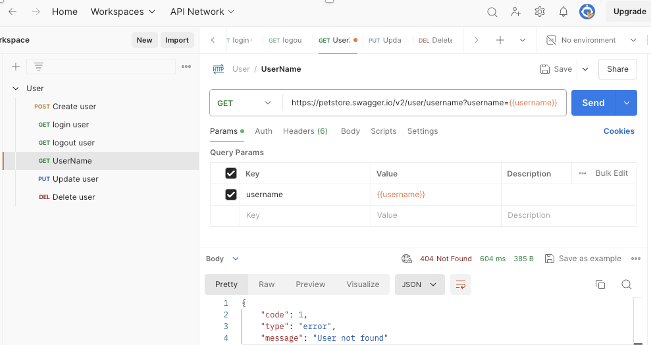 Home Workspaces API Network Upgrade
rkspace New Import
login
GET logou
GET User
PUT Upda
DEL Delete
No environment
User
POST Create user
GET login user
GET logout user
GET UserName
PUT Update user
DEL Delete user
HTTP User / UserName Save Share
GET https://petstore.swagger.io/v2/user/username?username={{username}} Send
Params Auth Headers (6) Body Scripts Settings Cookies
Query Params
Key Value Description Bulk Edit
username {{username}}
Key Value Description
Body 404 Not Found 604 ms 385 B Save as example
Pretty Raw Preview Visualize JSON
1 {
2 "code": 1,
3 "type": "error",
4 "message": "User not found"